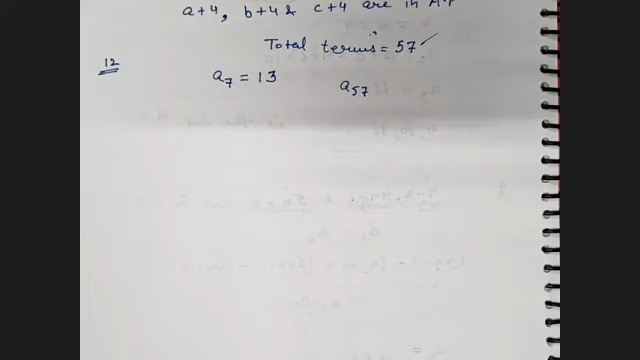 a+4, b+4 & c+4 are in A.P
Total terms = 57 ✓
12
a₇ = 13
a₅₇